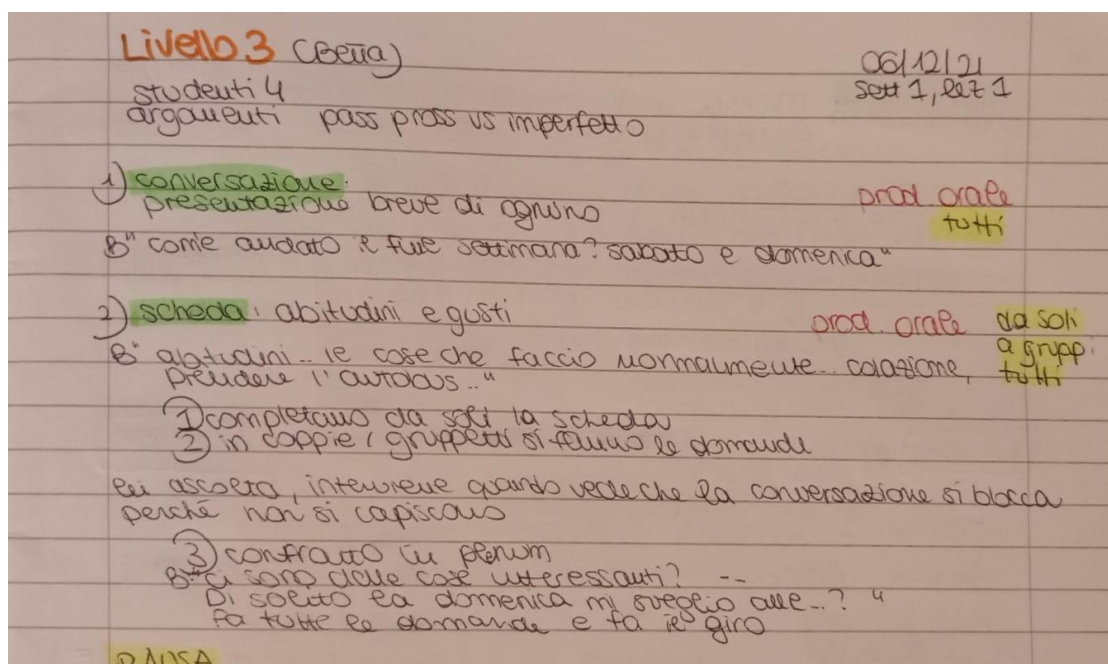 Livello 3 (Betta)
06/12/21
studenti 4
sett 1, lez 1
argomenti pass pross vs imperfetto
1) conversazione:
presentazione breve di ognuno
prod orale
tutti
B" come andato è fine settimana? sabato e domenica"
2) scheda: abitudini e gusti
prod. orale da soli
a gruppi
B" abitudini.. le cose che faccio normalmente.. colazione, tutti
prendere l'autobus.."
1 completano da soli la scheda
2 in coppie / gruppetti si fanno le domande
lei ascolta, interviene quando vede che la conversazione si blocca
perché non si capiscono
3 confronto in plenum
B" ci sono delle cose interessanti? --
Di solito la domenica mi sveglio alle..? "
fa tutte le domande e fa il giro
PAUSA